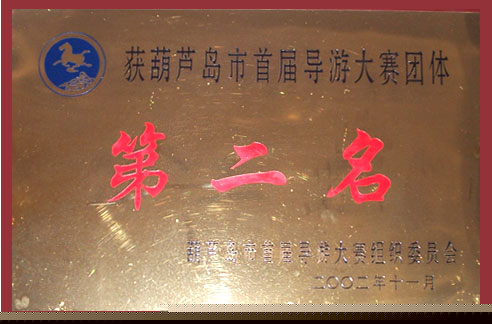 获葫芦岛市首届导游大赛团体
第二名
葫芦岛市首届导游大赛组织委员会
二〇〇二年十一月